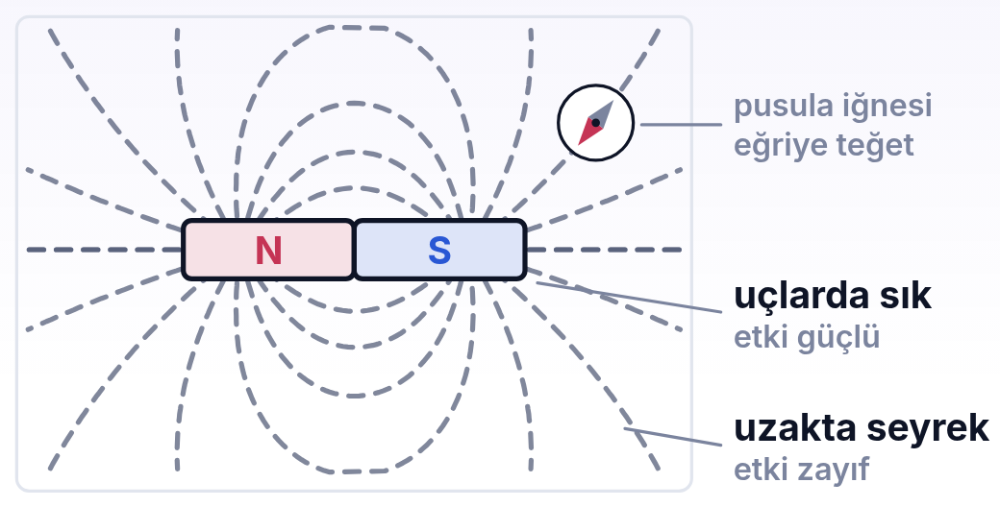 pusula iğnesi
eğriye teğet
N S
uçlarda sık
etki güçlü
uzakta seyrek
etki zayıf